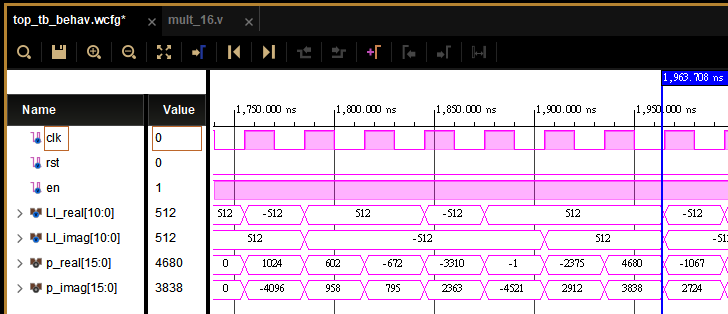 top_tb_behav.wcfg* × mult_16.v ×
1,963.708 ns
Name Value
1,750.000 ns 1,800.000 ns 1,850.000 ns 1,900.000 ns 1,950.000 ns
clk 0
rst 0
en 1
LI_real[10:0] 512 512 -512 512 -512 512 -512
LI_imag[10:0] 512 512 -512 512 -512
p_real[15:0] 4680 0 1024 602 -672 -3310 -1 -2375 4680 -1067
p_imag[15:0] 3838 0 -4096 958 795 2363 -4521 2912 3838 2724